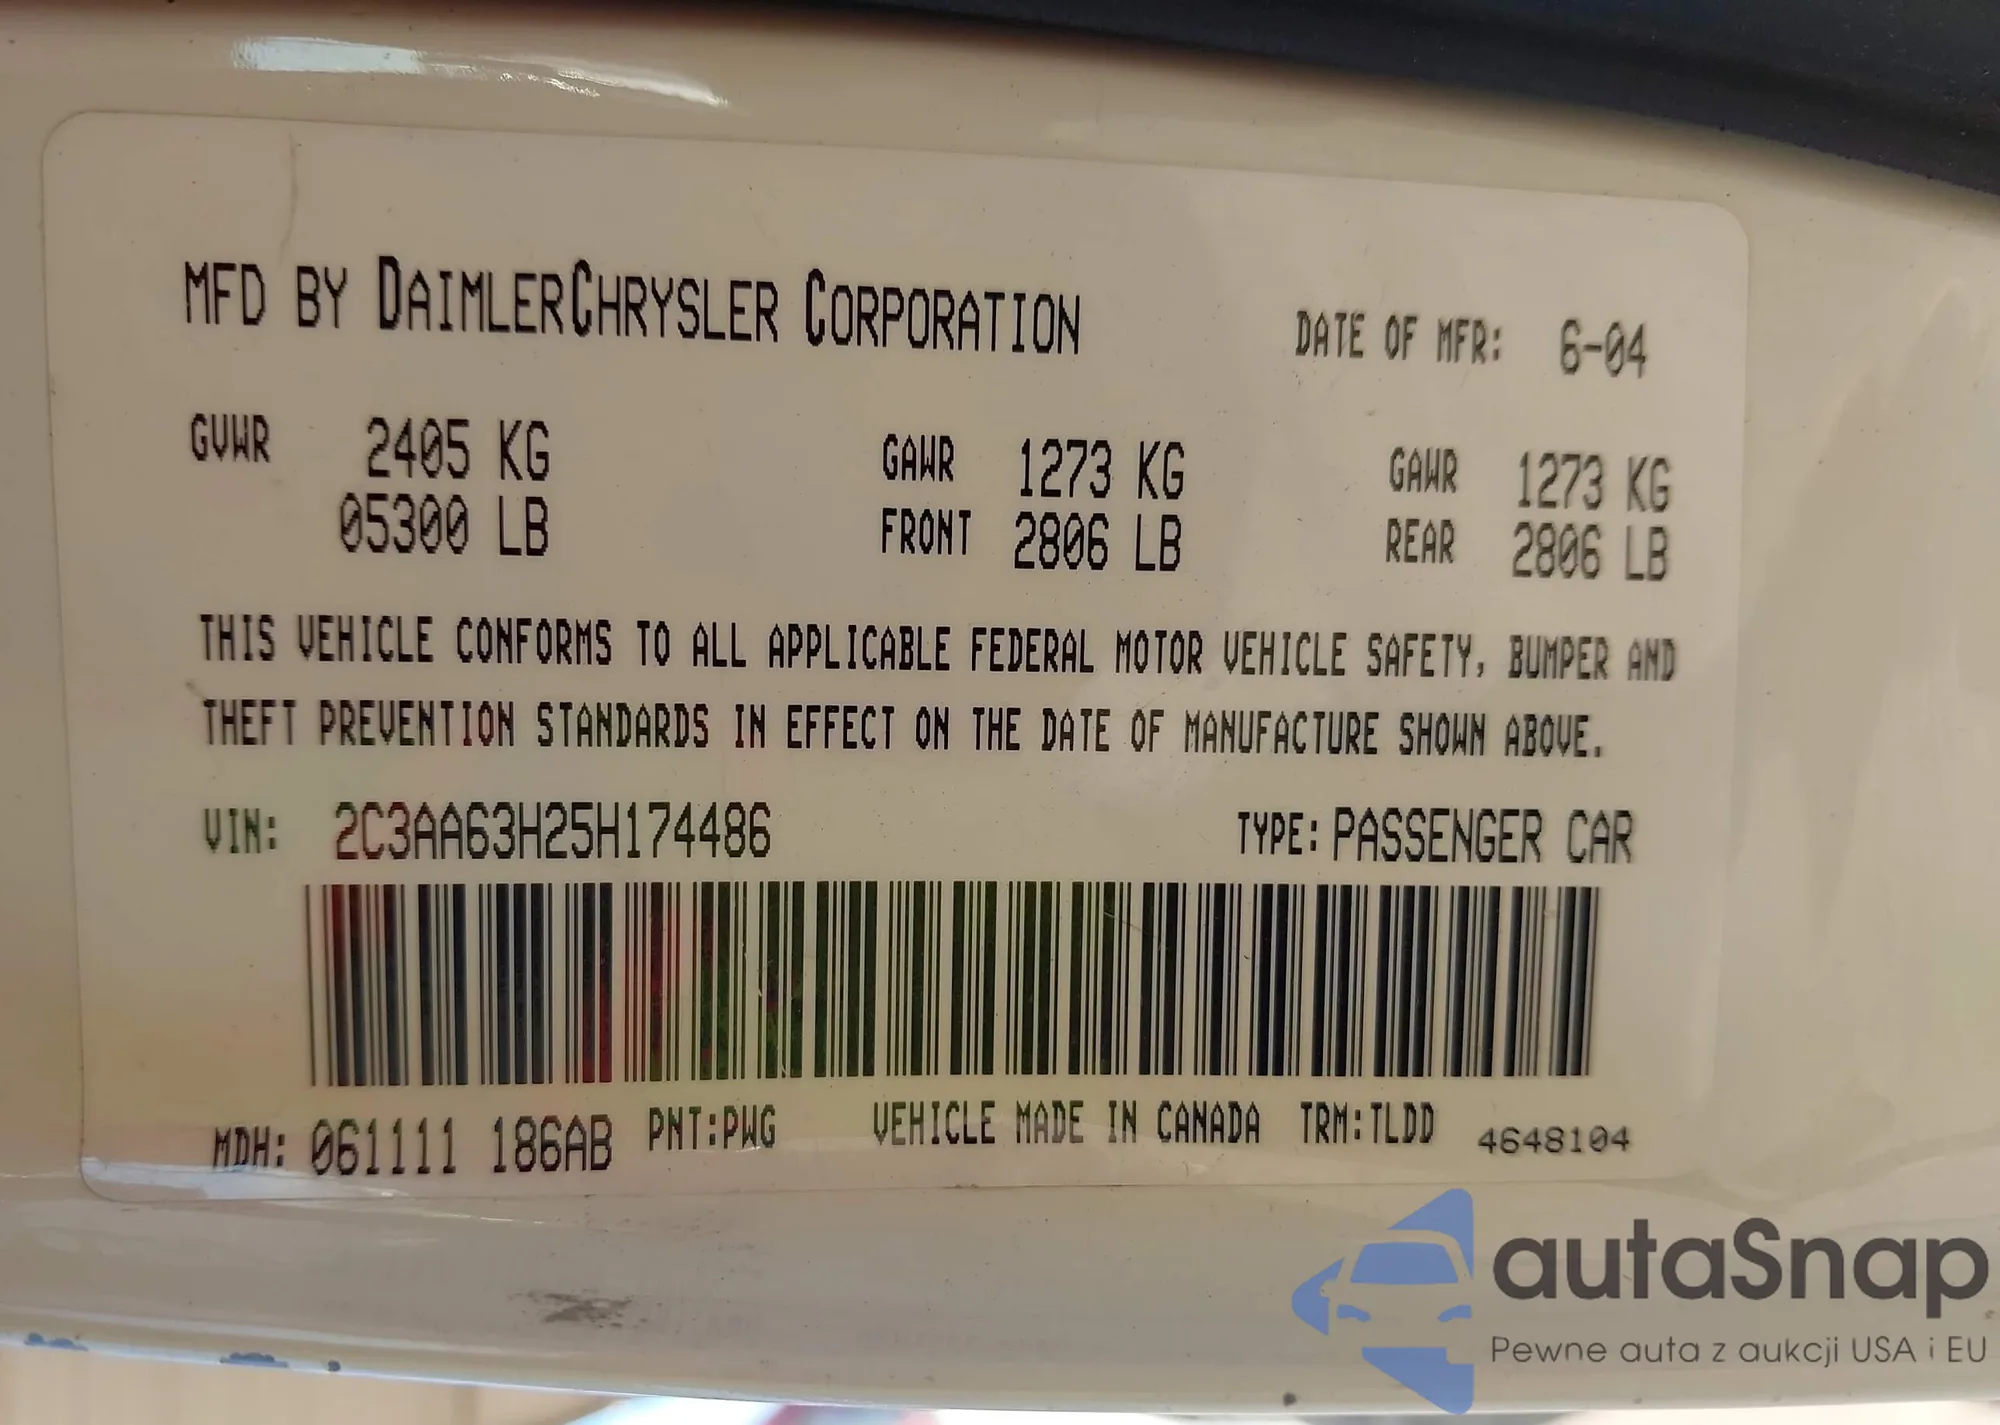 MFD BY DAIMLERCHRYSLER CORPORATION DATE OF MFR: 6-04
GVWR 2405 KG GAWR 1273 KG GAWR 1273 KG
05300 LB FRONT 2806 LB REAR 2806 LB
THIS VEHICLE CONFORMS TO ALL APPLICABLE FEDERAL MOTOR VEHICLE SAFETY, BUMPER AND
THEFT PREVENTION STANDARDS IN EFFECT ON THE DATE OF MANUFACTURE SHOWN ABOVE.
VIN: 2C3AA63H25H174486 TYPE: PASSENGER CAR
MDH: 061111 186AB PNT:PWG VEHICLE MADE IN CANADA TRM:TLDD 4648104
autaSnap
Pewne auta z aukcji USA i EU